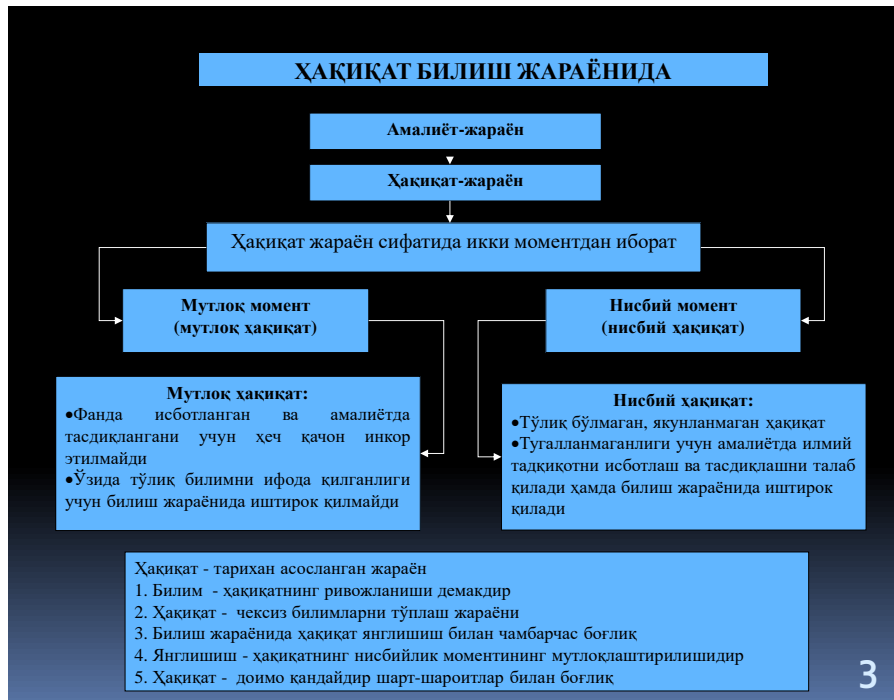 ҲАҚИҚАТ БИЛИШ ЖАРАЁНИДА
Амалиёт-жараён
Ҳақиқат-жараён
Ҳақиқат жараён сифатида икки моментдан иборат
Мутлоқ момент
(мутлоқ ҳақиқат)
Нисбий момент
(нисбий ҳақиқат)
Мутлоқ ҳақиқат:
•Фанда исботланган ва амалиётда
тасдиқлангани учун ҳеч қачон инкор
этилмайди
•Ўзида тўлиқ билимни ифода қилганлиги
учун билиш жараёнида иштирок қилмайди
Нисбий ҳақиқат:
•Тўлиқ бўлмаган, якунланмаган ҳақиқат
•Тугалланмаганлиги учун амалиётда илмий
тадқиқотни исботлаш ва тасдиқлашни талаб
қилади ҳамда билиш жараёнида иштирок
қилади
Ҳақиқат - тарихан асосланган жараён
1. Билим - ҳақиқатнинг ривожланиши демакдир
2. Ҳақиқат - чексиз билимларни тўплаш жараёни
3. Билиш жараёнида ҳақиқат янглишиш билан чамбарчас боғлиқ
4. Янглишиш - ҳақиқатнинг нисбийлик моментининг мутлоқлаштирилишидир
5. Ҳақиқат - доимо қандайдир шарт-шароитлар билан боғлиқ
3